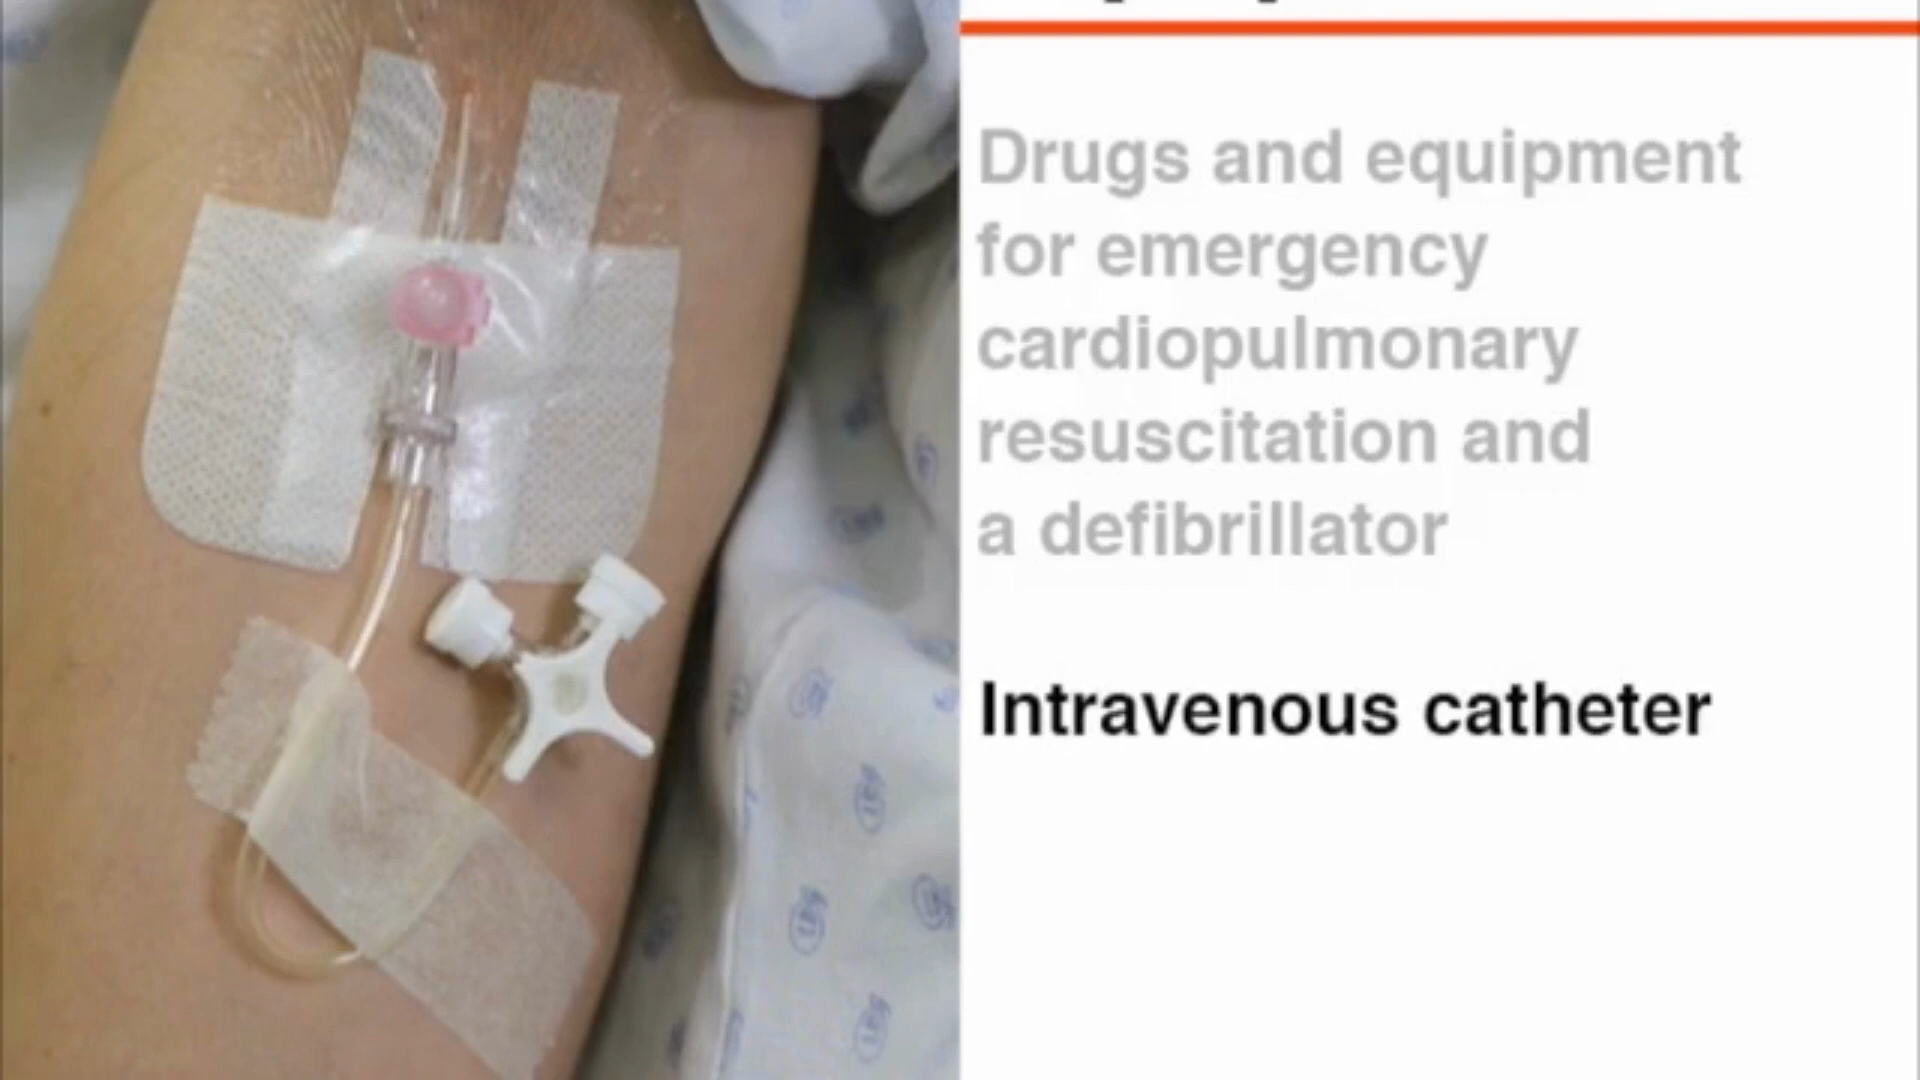 Drugs and equipment
for emergency
cardiopulmonary
resuscitation and
a defibrillator
Intravenous catheter